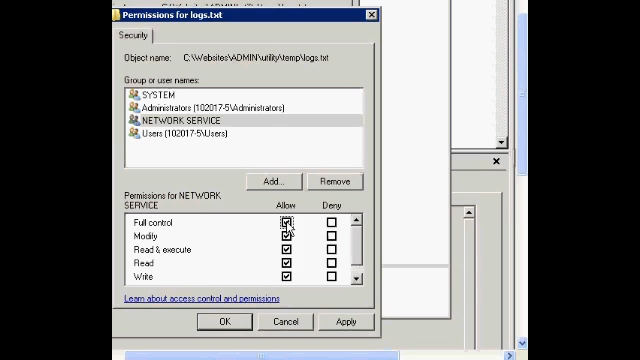 Permissions for logs.txt
Security
Object name: C:\Websites\ADMIN\utility\temp\logs.txt
Group or user names:
SYSTEM
Administrators (102017-5\Administrators)
NETWORK SERVICE
Users (102017-5\Users)
Add... Remove
Permissions for NETWORK
SERVICE Allow Deny
Full control
Modify
Read & execute
Read
Write
Learn about access control and permissions
OK Cancel Apply